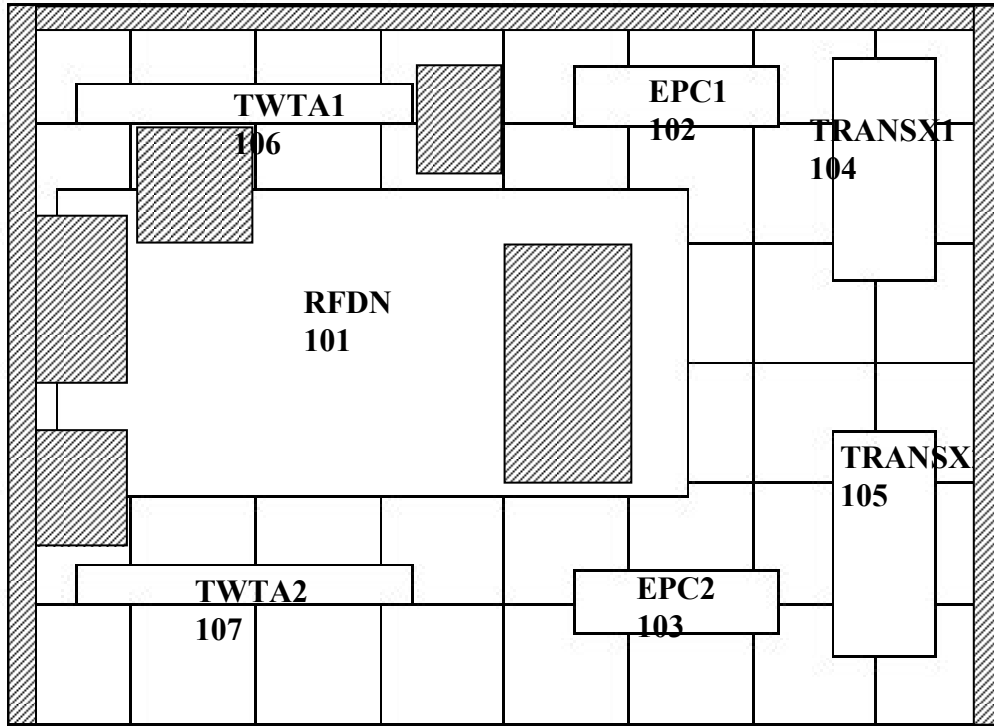 TWTA1
106
EPC1
102
TRANSX1
104
RFDN
101
TRANSX
105
TWTA2
107
EPC2
103